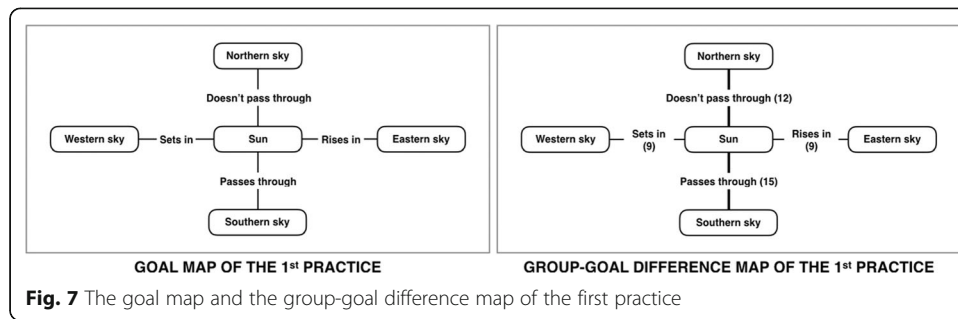 Northern sky
Doesn't pass through
Western sky Sets in Sun Rises in Eastern sky
Passes through
Southern sky
GOAL MAP OF THE 1st PRACTICE
Northern sky
Doesn't pass through (12)
Western sky Sets in (9) Sun Rises in (9) Eastern sky
Passes through (15)
Southern sky
GROUP-GOAL DIFFERENCE MAP OF THE 1st PRACTICE
Fig. 7 The goal map and the group-goal difference map of the first practice